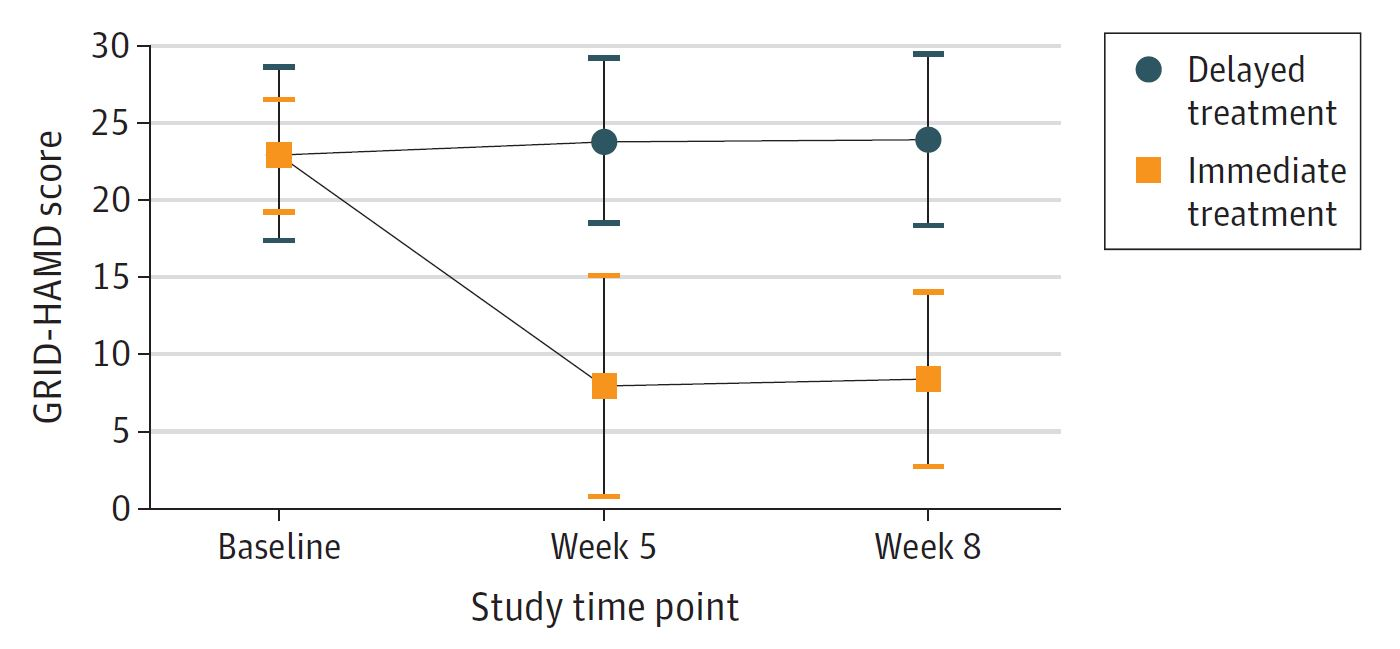 30
25
20
15
10
5
0
GRID-HAMD score
Baseline
Week 5
Week 8
Study time point
Delayed
treatment
Immediate
treatment